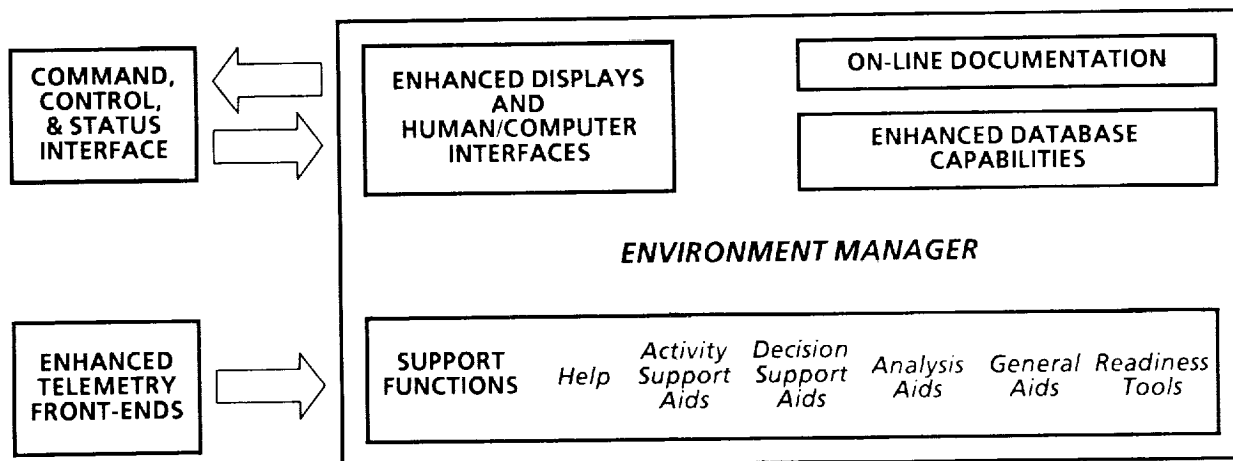 COMMAND,
CONTROL,
& STATUS
INTERFACE
ENHANCED DISPLAYS
AND
HUMAN/COMPUTER
INTERFACES
ON-LINE DOCUMENTATION
ENHANCED DATABASE
CAPABILITIES
ENVIRONMENT MANAGER
ENHANCED
TELEMETRY
FRONT-ENDS
SUPPORT
FUNCTIONS
Help
Activity
Support
Aids
Decision
Support
Aids
Analysis
Aids
General
Aids
Readiness
Tools